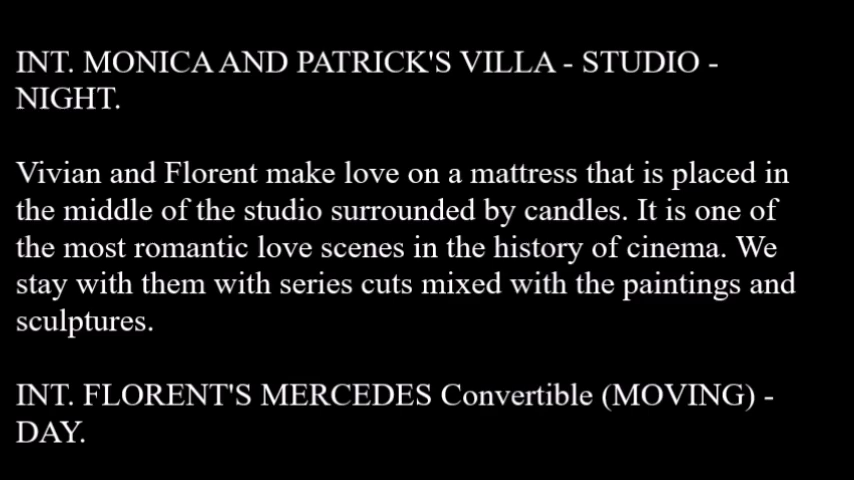 INT. MONICA AND PATRICK'S VILLA - STUDIO -
NIGHT.
Vivian and Florent make love on a mattress that is placed in
the middle of the studio surrounded by candles. It is one of
the most romantic love scenes in the history of cinema. We
stay with them with series cuts mixed with the paintings and
sculptures.
INT. FLORENT'S MERCEDES Convertible (MOVING) -
DAY.